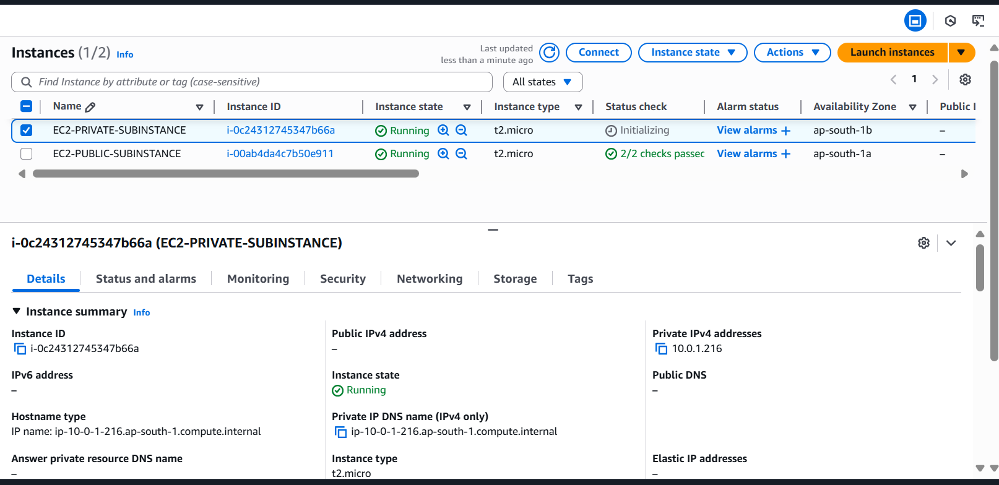 Instances (1/2) Info
Last updated
less than a minute ago
Connect
Instance state
Actions
Launch instances
Find Instance by attribute or tag (case-sensitive)
All states
1
Name Instance ID Instance state Instance type Status check Alarm status Availability Zone Public
EC2-PRIVATE-SUBINSTANCE i-0c24312745347b66a Running t2.micro Initializing View alarms + ap-south-1b –
EC2-PUBLIC-SUBINSTANCE i-00ab4da4c7b50e911 Running t2.micro 2/2 checks passec View alarms + ap-south-1a –
i-0c24312745347b66a (EC2-PRIVATE-SUBINSTANCE)
Details Status and alarms Monitoring Security Networking Storage Tags
Instance summary Info
Instance ID
i-0c24312745347b66a
Public IPv4 address
–
Private IPv4 addresses
10.0.1.216
IPv6 address
–
Instance state
Running
Public DNS
–
Hostname type
IP name: ip-10-0-1-216.ap-south-1.compute.internal
Private IP DNS name (IPv4 only)
ip-10-0-1-216.ap-south-1.compute.internal
Answer private resource DNS name
–
Instance type
t2.micro
Elastic IP addresses
–